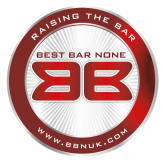 RAISING THE BAR
BEST BAR NONE
BB
WWW.BBNUK.COM